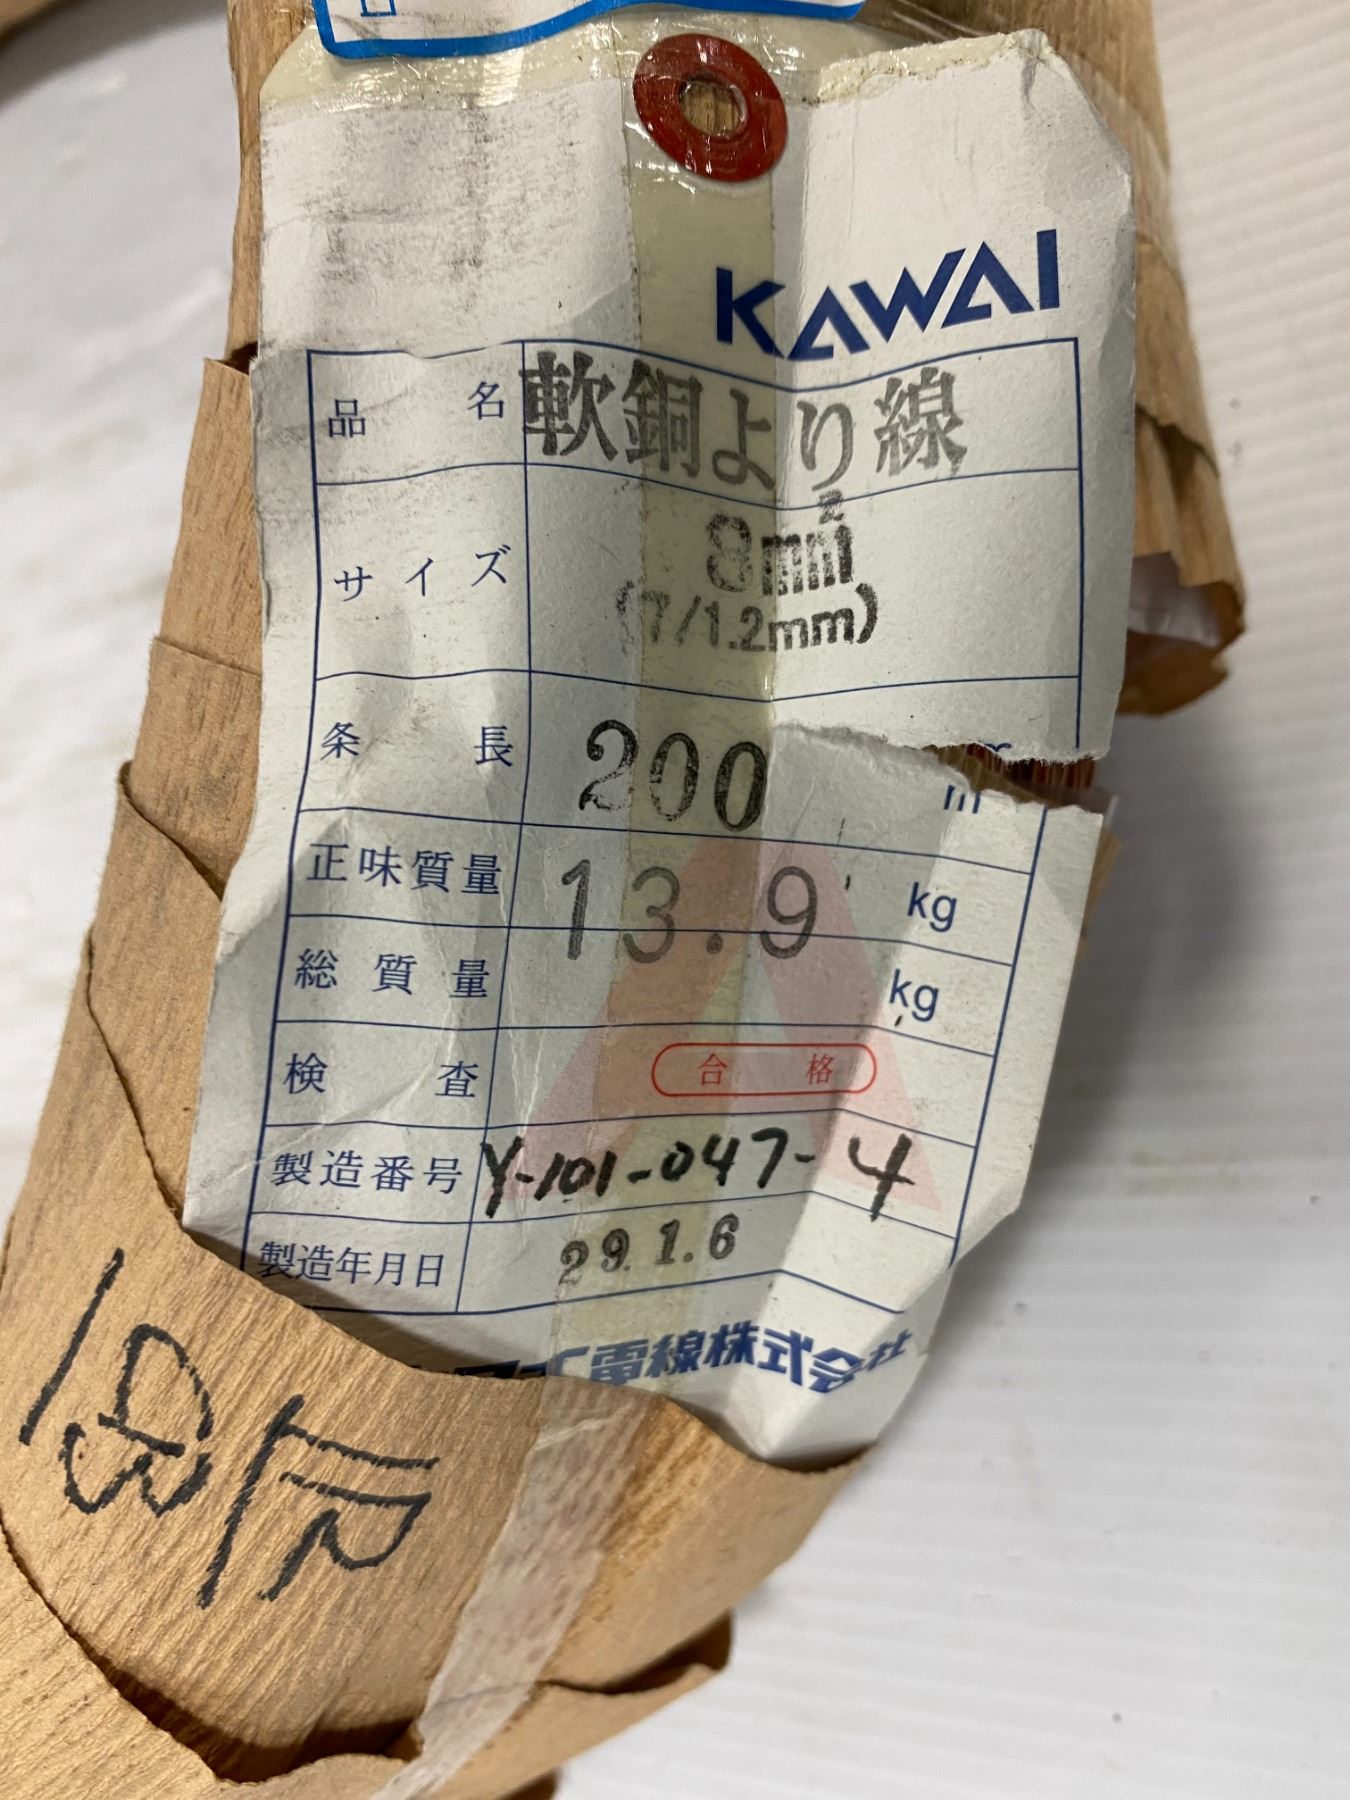 KAWAI
品名 軟銅より線
サイズ 8mm²
(7/1.2mm)
条長 200 m
正味質量 13.9 kg
総質量 kg
検査 合格
製造番号 Y-101-047-4
製造年月日 29.1.6
電線株式会社